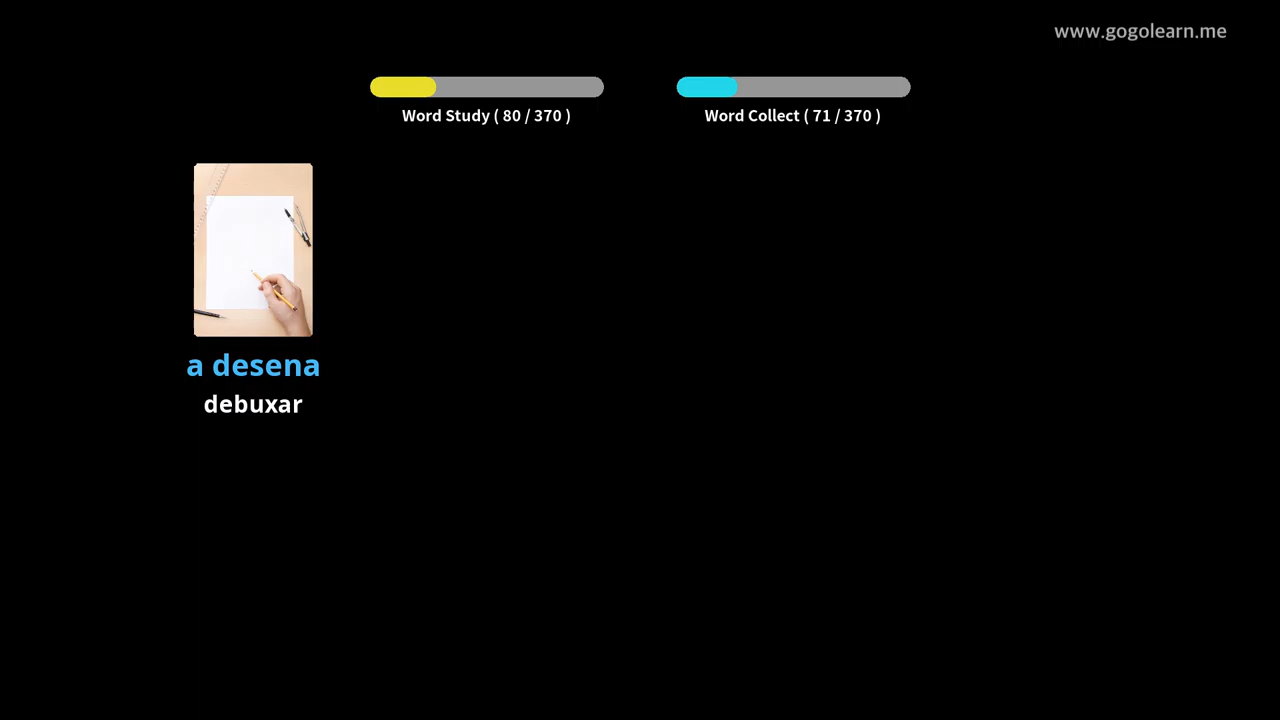 www.gogolearn.me
Word Study ( 80 / 370 )
Word Collect ( 71 / 370 )
a desena
debuxar